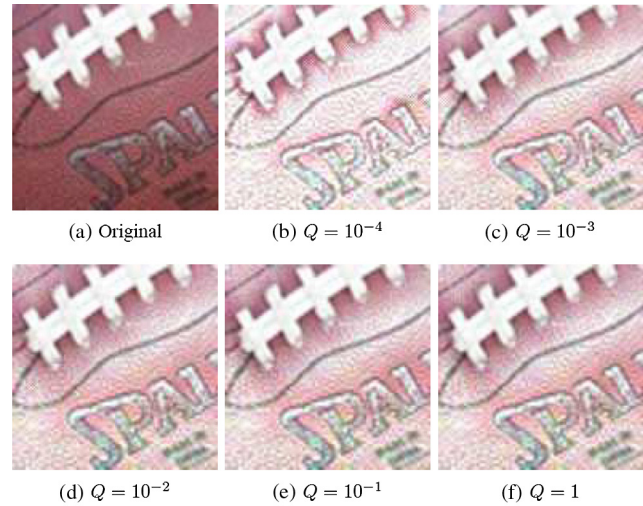 SPAL
SPAL
SPAL
(a) Original
(b) Q = 10⁻⁴
(c) Q = 10⁻³
SPAL
SPAL
SPAL
(d) Q = 10⁻²
(e) Q = 10⁻¹
(f) Q = 1